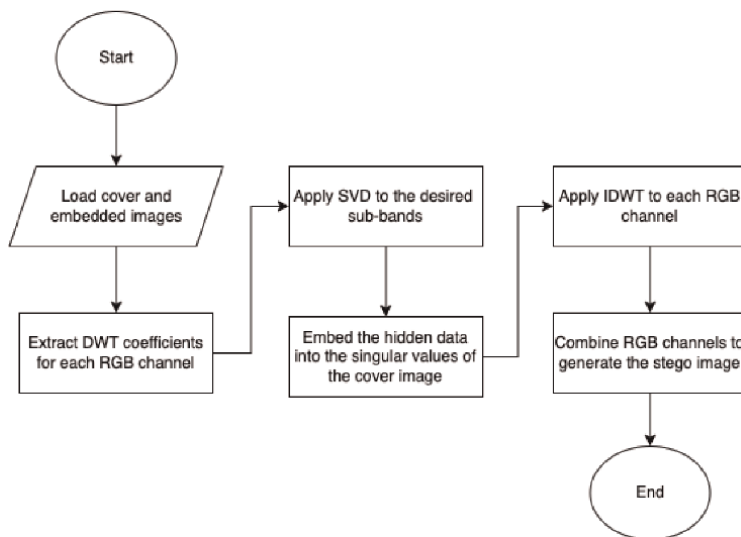 Start
Load cover and
embedded images
Extract DWT coefficients
for each RGB channel
Apply SVD to the desired
sub-bands
Embed the hidden data
into the singular values of
the cover image
Apply IDWT to each RGB
channel
Combine RGB channels to
generate the stego image
End